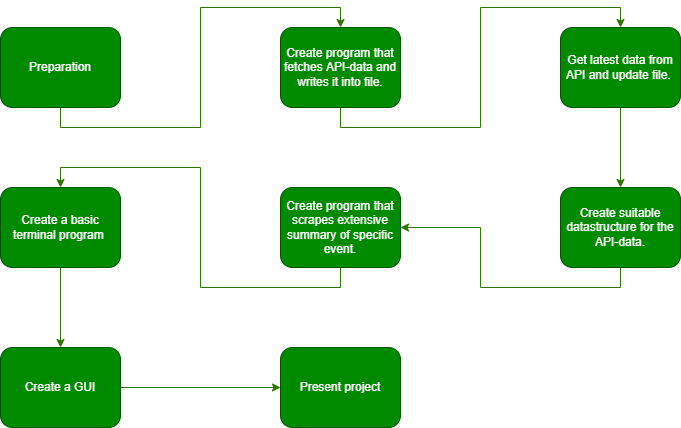 Preparation
Create program that
fetches API-data and
writes it into file.
Get latest data from
API and update file.
Create a basic
terminal program
Create program that
scrapes extensive
summary of specific
event.
Create suitable
datastructure for the
API-data.
Create a GUI
Present project